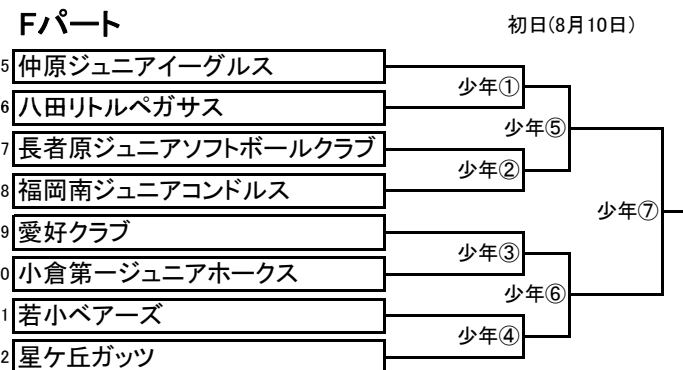 Fパート
初日(8月10日)
5 仲原ジュニアイーグルス
少年①
6 八田リトルペガサス
少年⑤
7 長者原ジュニアソフトボールクラブ
少年②
8 福岡南ジュニアコンドルス
少年⑦
9 愛好クラブ
少年③
0 小倉第一ジュニアホークス
少年⑥
1 若小ベアーズ
少年④
2 星ケ丘ガッツ